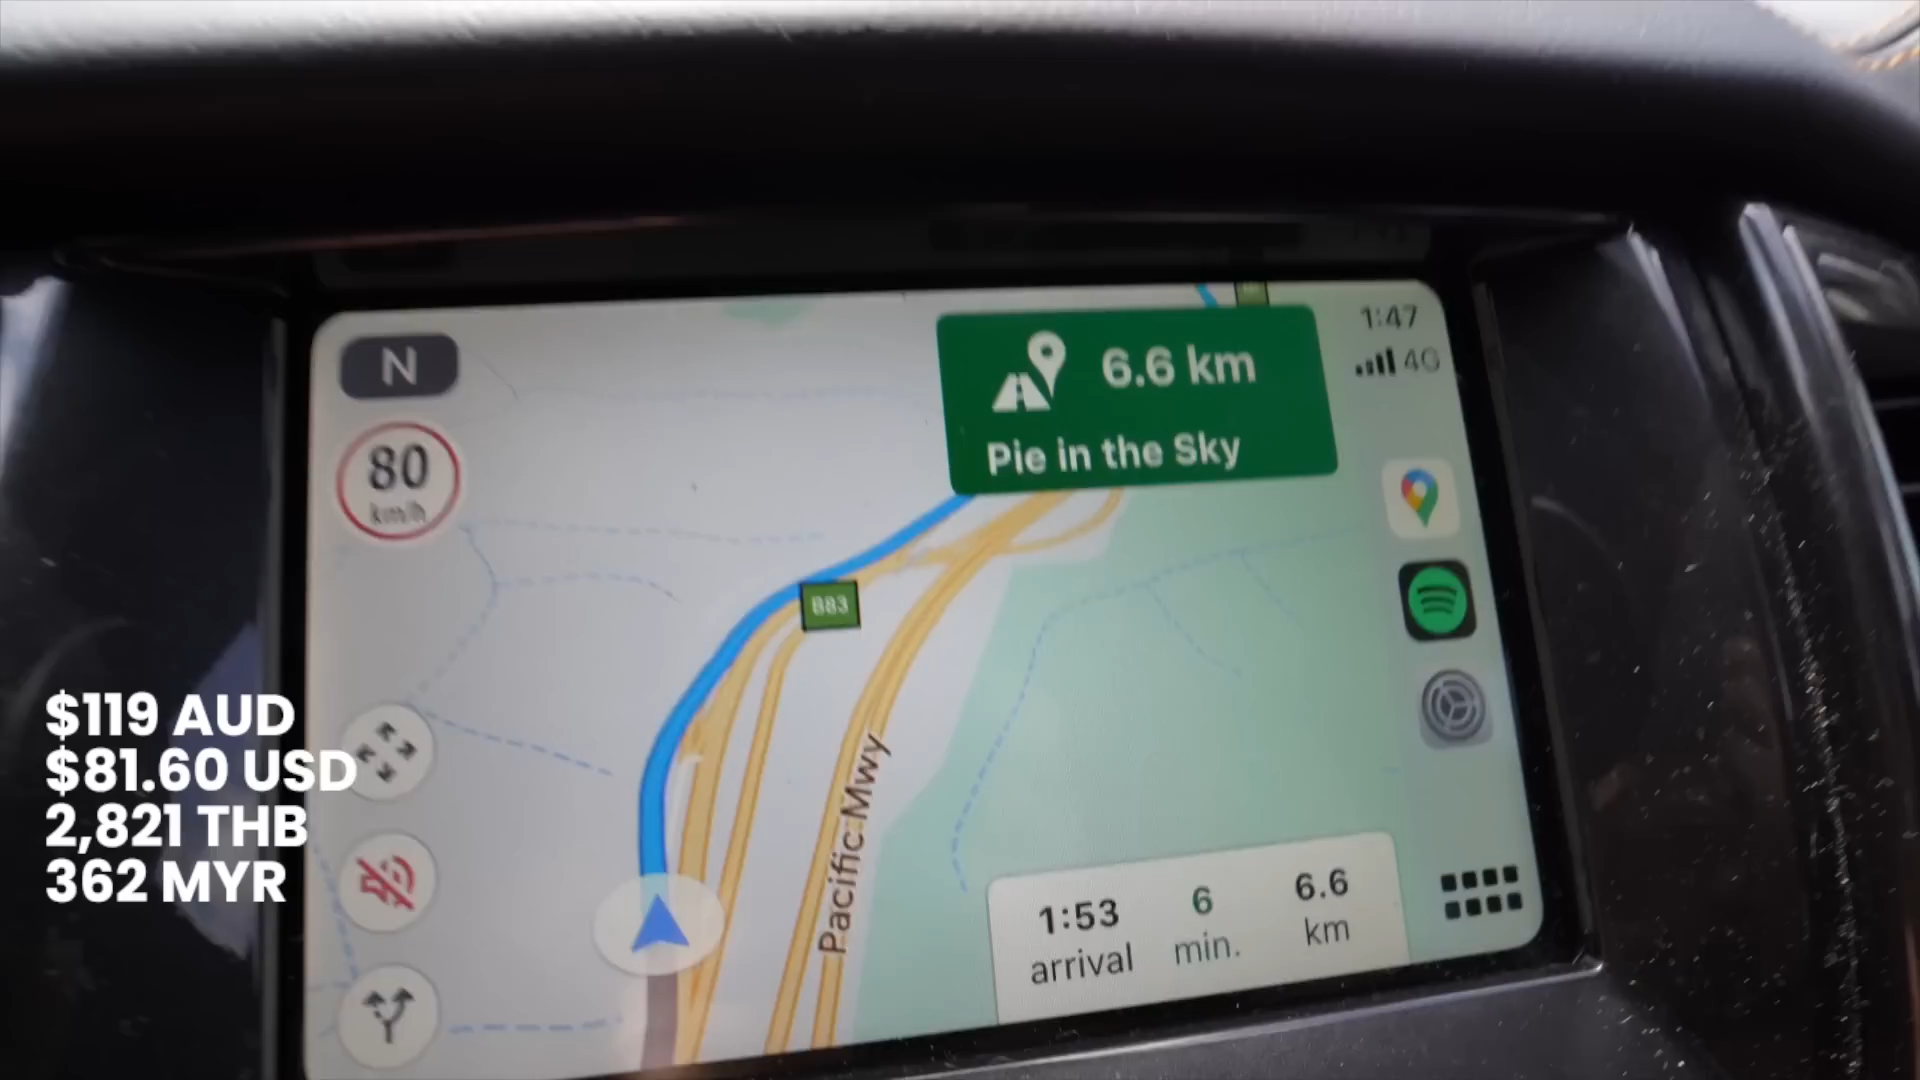 N
80
km/h
6.6 km
Pie in the Sky
1:47
4G
B83
Pacific Mwy
$119 AUD
$81.60 USD
2,821 THB
362 MYR
1:53
arrival
6
min.
6.6
km